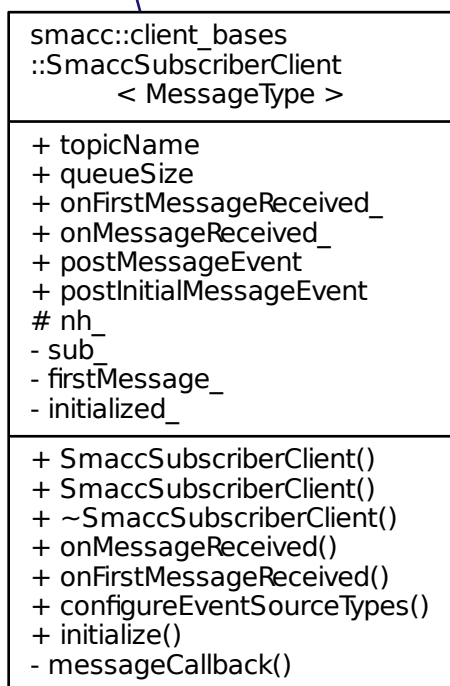 smacc::client_bases
::SmaccSubscriberClient
< MessageType >
+ topicName
+ queueSize
+ onFirstMessageReceived_
+ onMessageReceived_
+ postMessageEvent
+ postInitialMessageEvent
# nh_
- sub_
- firstMessage_
- initialized_
+ SmaccSubscriberClient()
+ SmaccSubscriberClient()
+ ~SmaccSubscriberClient()
+ onMessageReceived()
+ onFirstMessageReceived()
+ configureEventSourceTypes()
+ initialize()
- messageCallback()